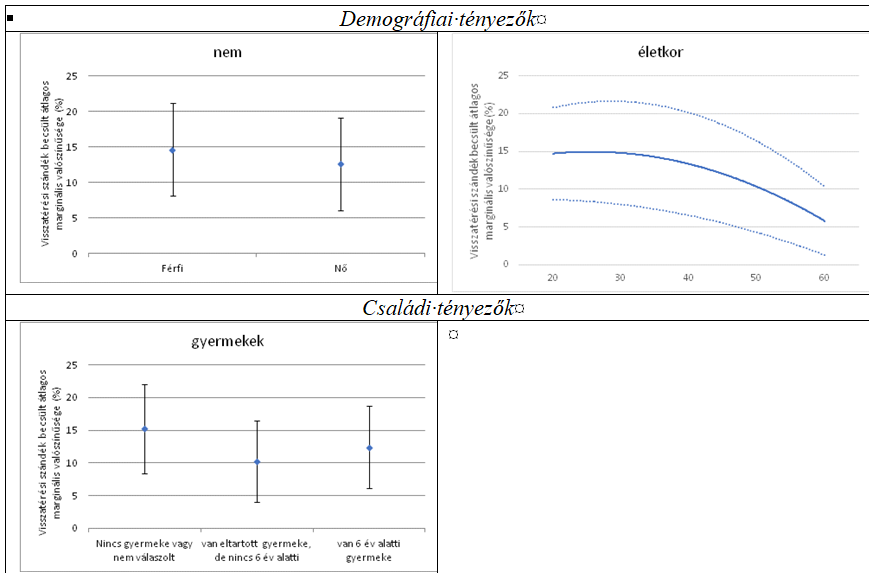 Demográfiai·tényezők¤
nem
Visszatérési szándék becsült átlagos
marginális valószínűsége (%)
25
20
15
10
5
0
Férfi
Nő
életkor
Visszatérési szándék becsült átlagos
marginális valószínűsége (%)
25
20
15
10
5
0
20
30
40
50
60
Családi·tényezők¤
gyermekek
Visszatérési szándék becsült átlagos
marginális valószínűsége (%)
25
20
15
10
5
0
Nincs gyermeke vagy
nem válaszolt
van eltartott gyermeke,
de nincs 6 év alatti
van 6 év alatti
gyermeke
¤